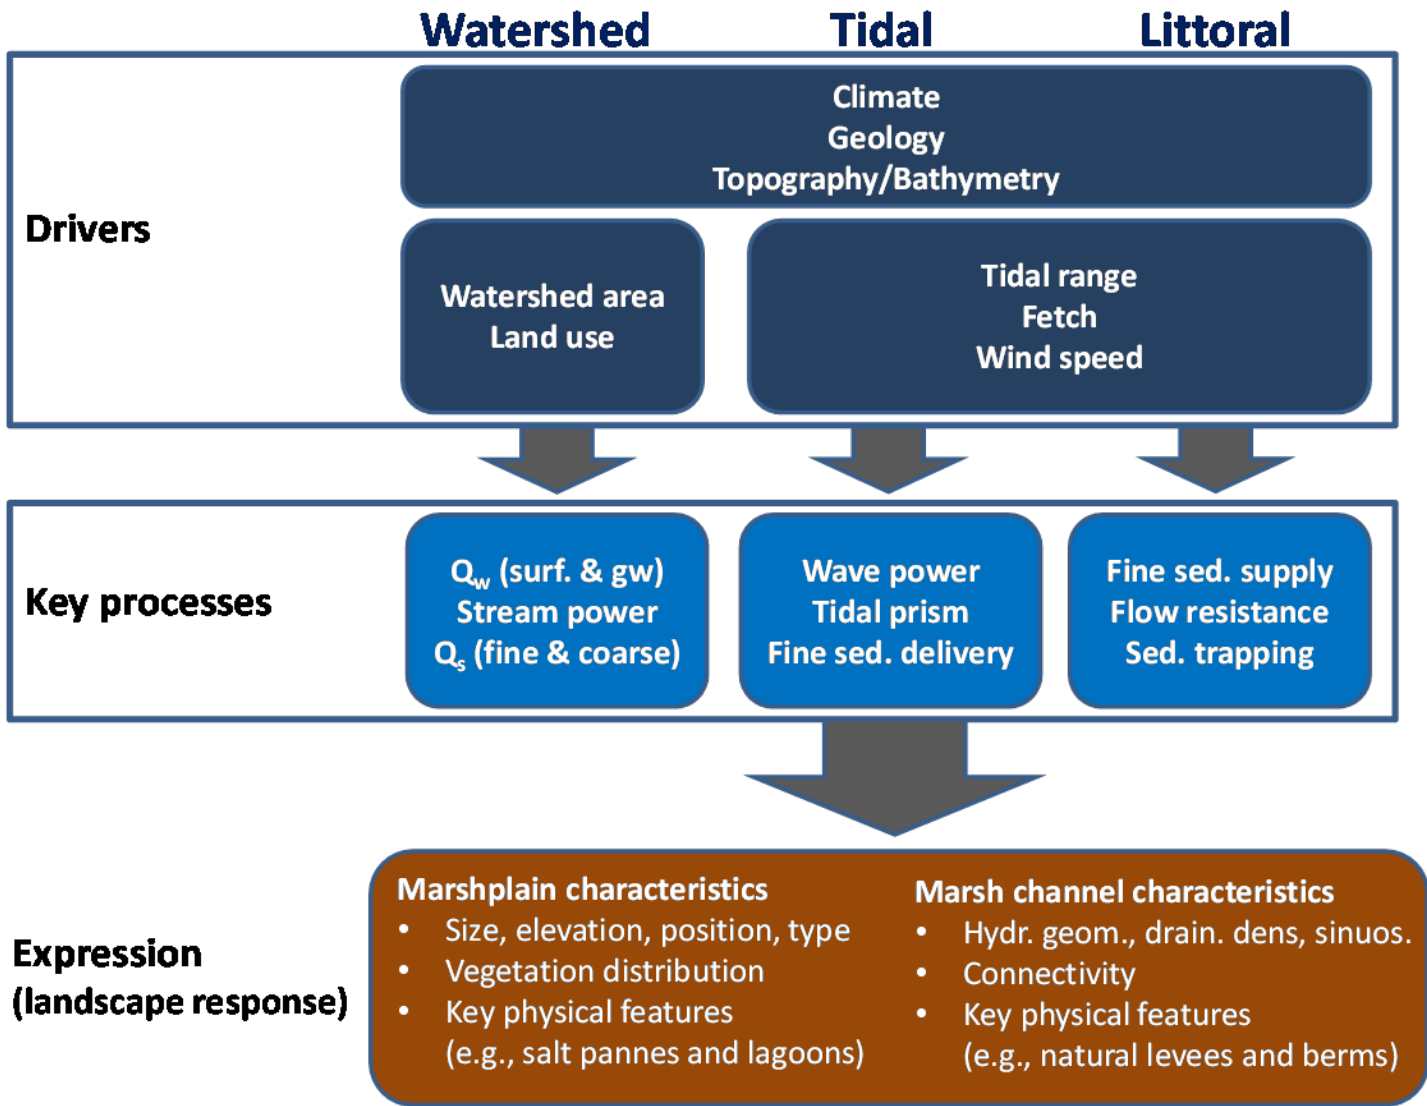 Watershed Tidal Littoral
Climate
Geology
Topography/Bathymetry
Drivers
Watershed area
Land use
Tidal range
Fetch
Wind speed
Key processes
Qw (surf. & gw)
Stream power
Qs (fine & coarse)
Wave power
Tidal prism
Fine sed. delivery
Fine sed. supply
Flow resistance
Sed. trapping
Expression
(landscape response)
Marshplain characteristics
• Size, elevation, position, type
• Vegetation distribution
• Key physical features
(e.g., salt pannes and lagoons)
Marsh channel characteristics
• Hydr. geom., drain. dens, sinuos.
• Connectivity
• Key physical features
(e.g., natural levees and berms)